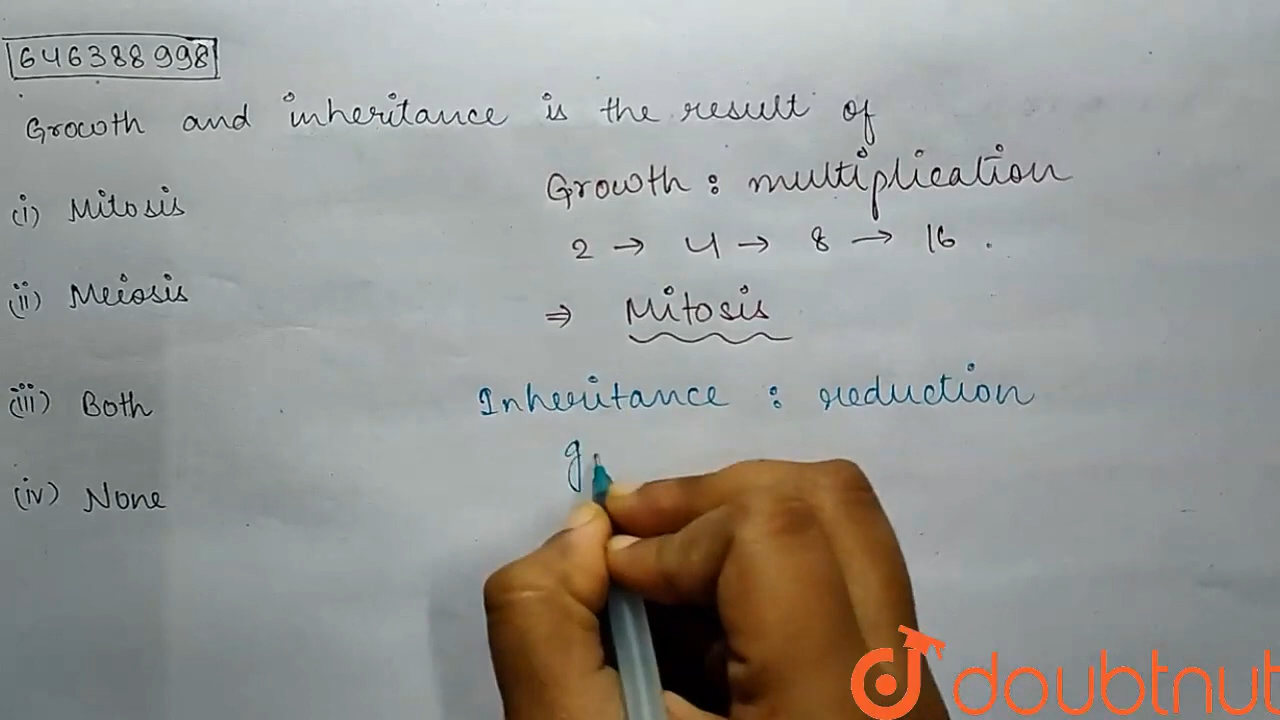 646388998
Growth and inheritance is the result of
(i) Mitosis
(ii) Meiosis
(iii) Both
(iv) None
Growth : multiplication
2 → 4 → 8 → 16 .
⇒ Mitosis
Inheritance : reduction
g
doubtnut